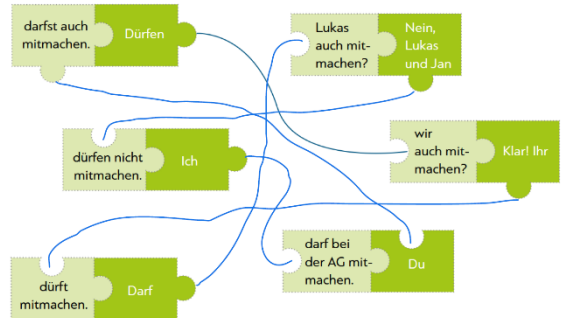 darfst auch
mitmachen.
Dürfen
Lukas
auch mit-
machen?
Nein,
Lukas
und Jan
dürfen nicht
mitmachen.
Ich
wir
auch mit-
machen?
Klar! Ihr
dürft
mitmachen.
Darf
darf bei
der AG mit-
machen.
Du